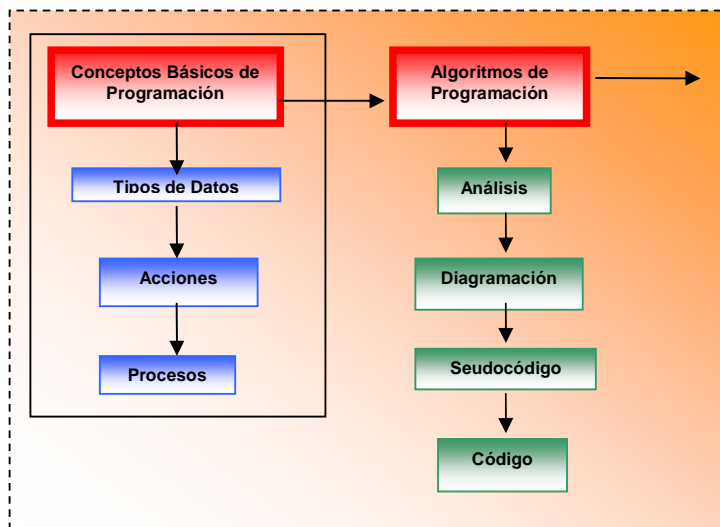 Conceptos Básicos de
Programación
Tipos de Datos
Acciones
Procesos
Algoritmos de
Programación
Análisis
Diagramación
Seudocódigo
Código